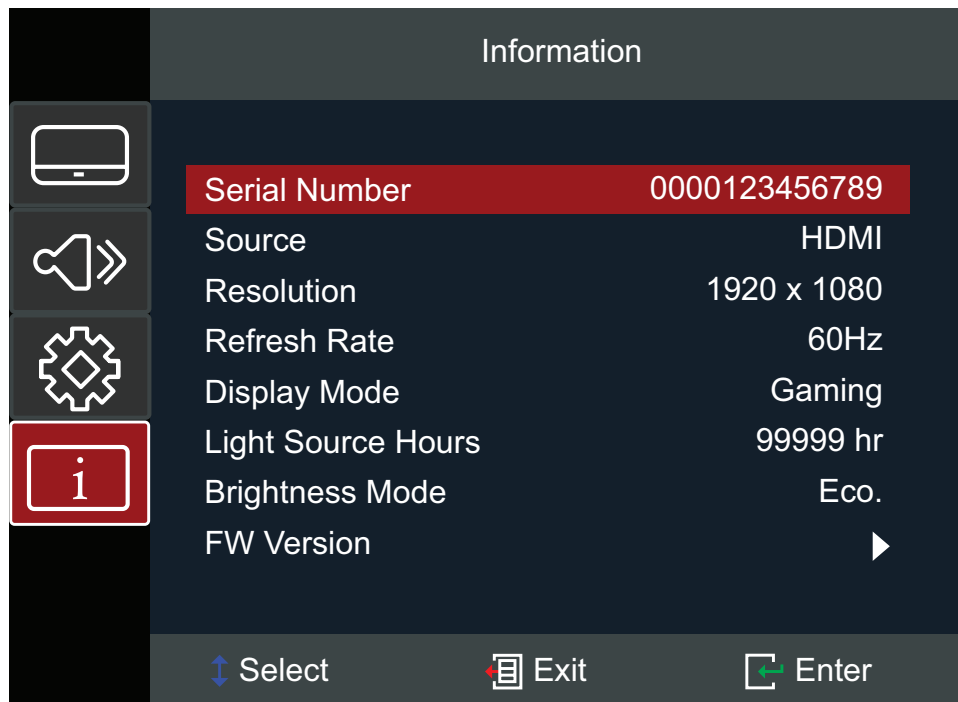 Information
Serial Number 0000123456789
Source HDMI
Resolution 1920 x 1080
Refresh Rate 60Hz
Display Mode Gaming
Light Source Hours 99999 hr
Brightness Mode Eco.
i
FW Version
Select Exit Enter